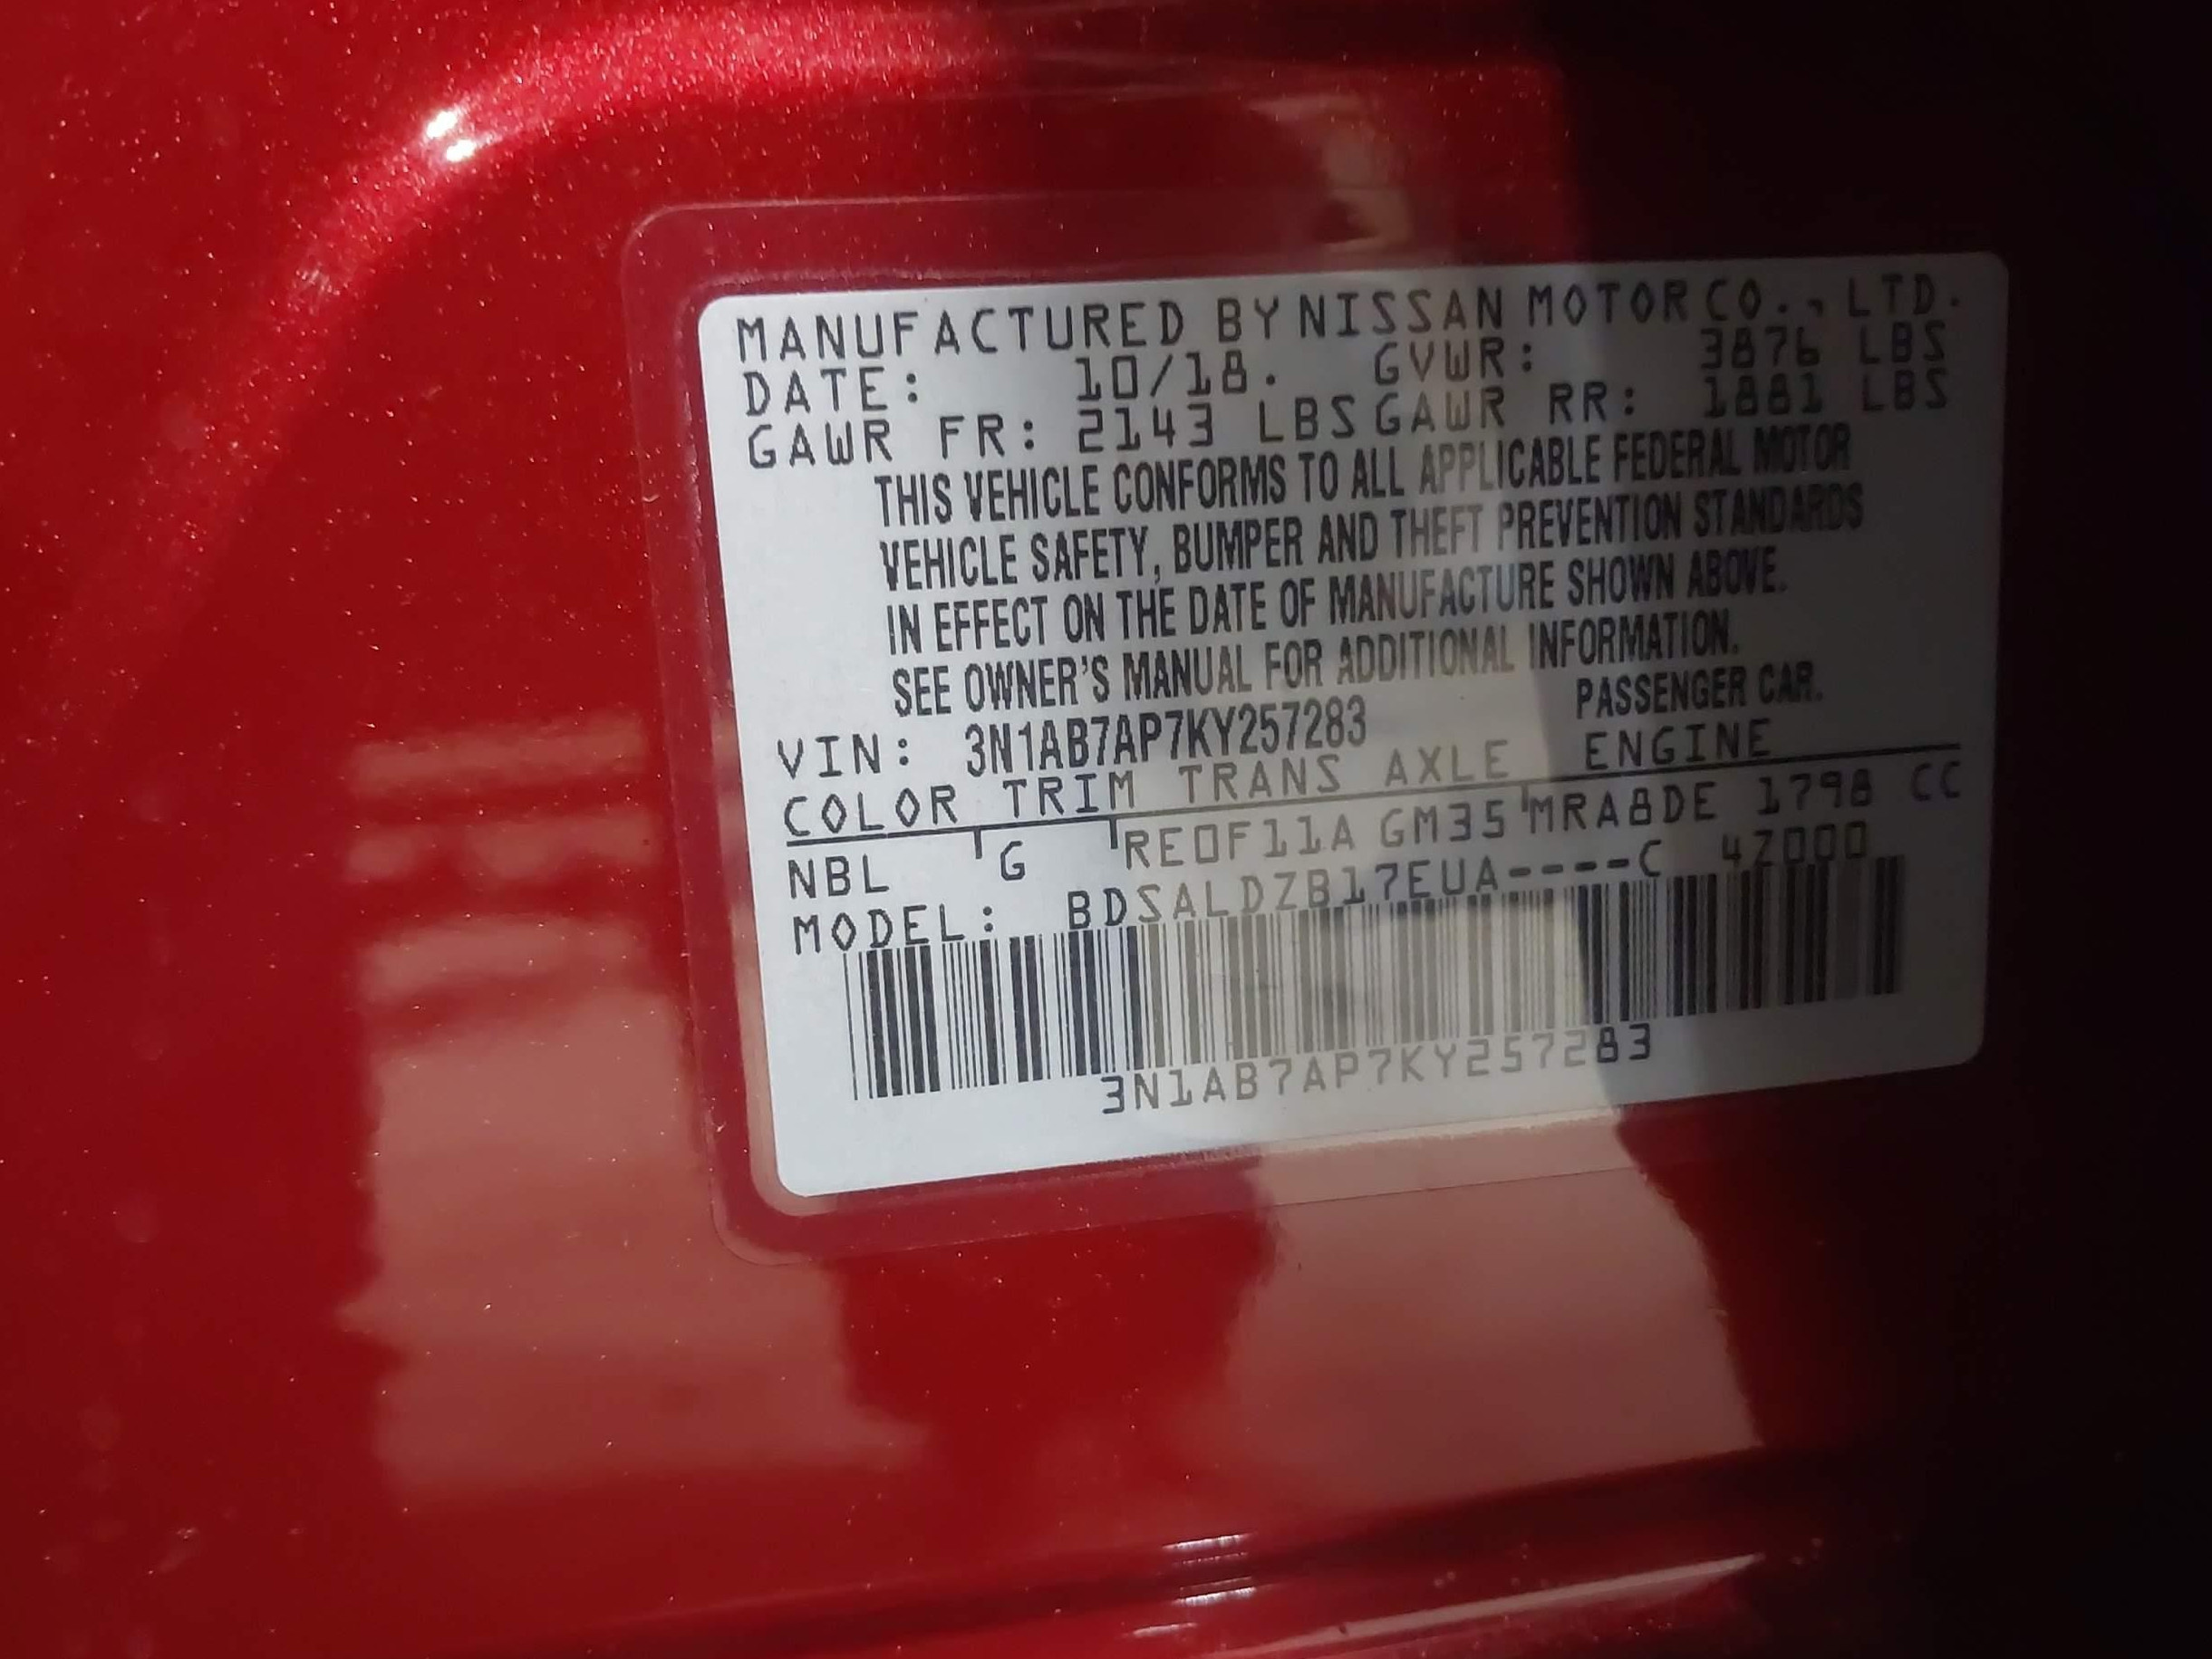 MANUFACTURED BY NISSAN MOTOR CO., LTD.
DATE: 10/18. GVWR: 3876 LBS
GAWR FR: 2143 LBS GAWR RR: 1881 LBS
THIS VEHICLE CONFORMS TO ALL APPLICABLE FEDERAL MOTOR
VEHICLE SAFETY, BUMPER AND THEFT PREVENTION STANDARDS
IN EFFECT ON THE DATE OF MANUFACTURE SHOWN ABOVE.
SEE OWNER'S MANUAL FOR ADDITIONAL INFORMATION.
VIN: 3N1AB7AP7KY257283 PASSENGER CAR.
COLOR TRIM TRANS AXLE ENGINE
NBL G RE0F11A GM35 MRA8DE 1798 CC
MODEL: BDSALDZB17EUA----C 4Z000
3N1AB7AP7KY257283